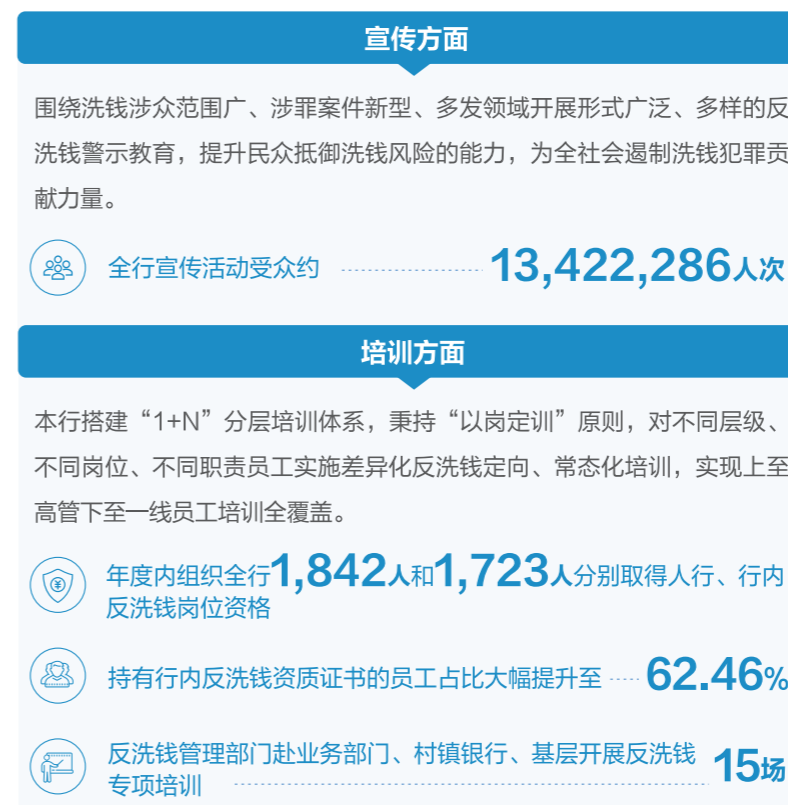 宣传方面
围绕洗钱涉众范围广、涉罪案件新型、多发领域开展形式广泛、多样的反
洗钱警示教育，提升民众抵御洗钱风险的能力，为全社会遏制洗钱犯罪贡
献力量。
全行宣传活动受众约 13,422,286人次
培训方面
本行搭建“1+N”分层培训体系，秉持“以岗定训”原则，对不同层级、
不同岗位、不同职责员工实施差异化反洗钱定向、常态化培训，实现上至
高管下至一线员工培训全覆盖。
年度内组织全行1,842人和1,723人分别取得人行、行内
反洗钱岗位资格
持有行内反洗钱资质证书的员工占比大幅提升至 62.46%
反洗钱管理部门赴业务部门、村镇银行、基层开展反洗钱
专项培训 15场